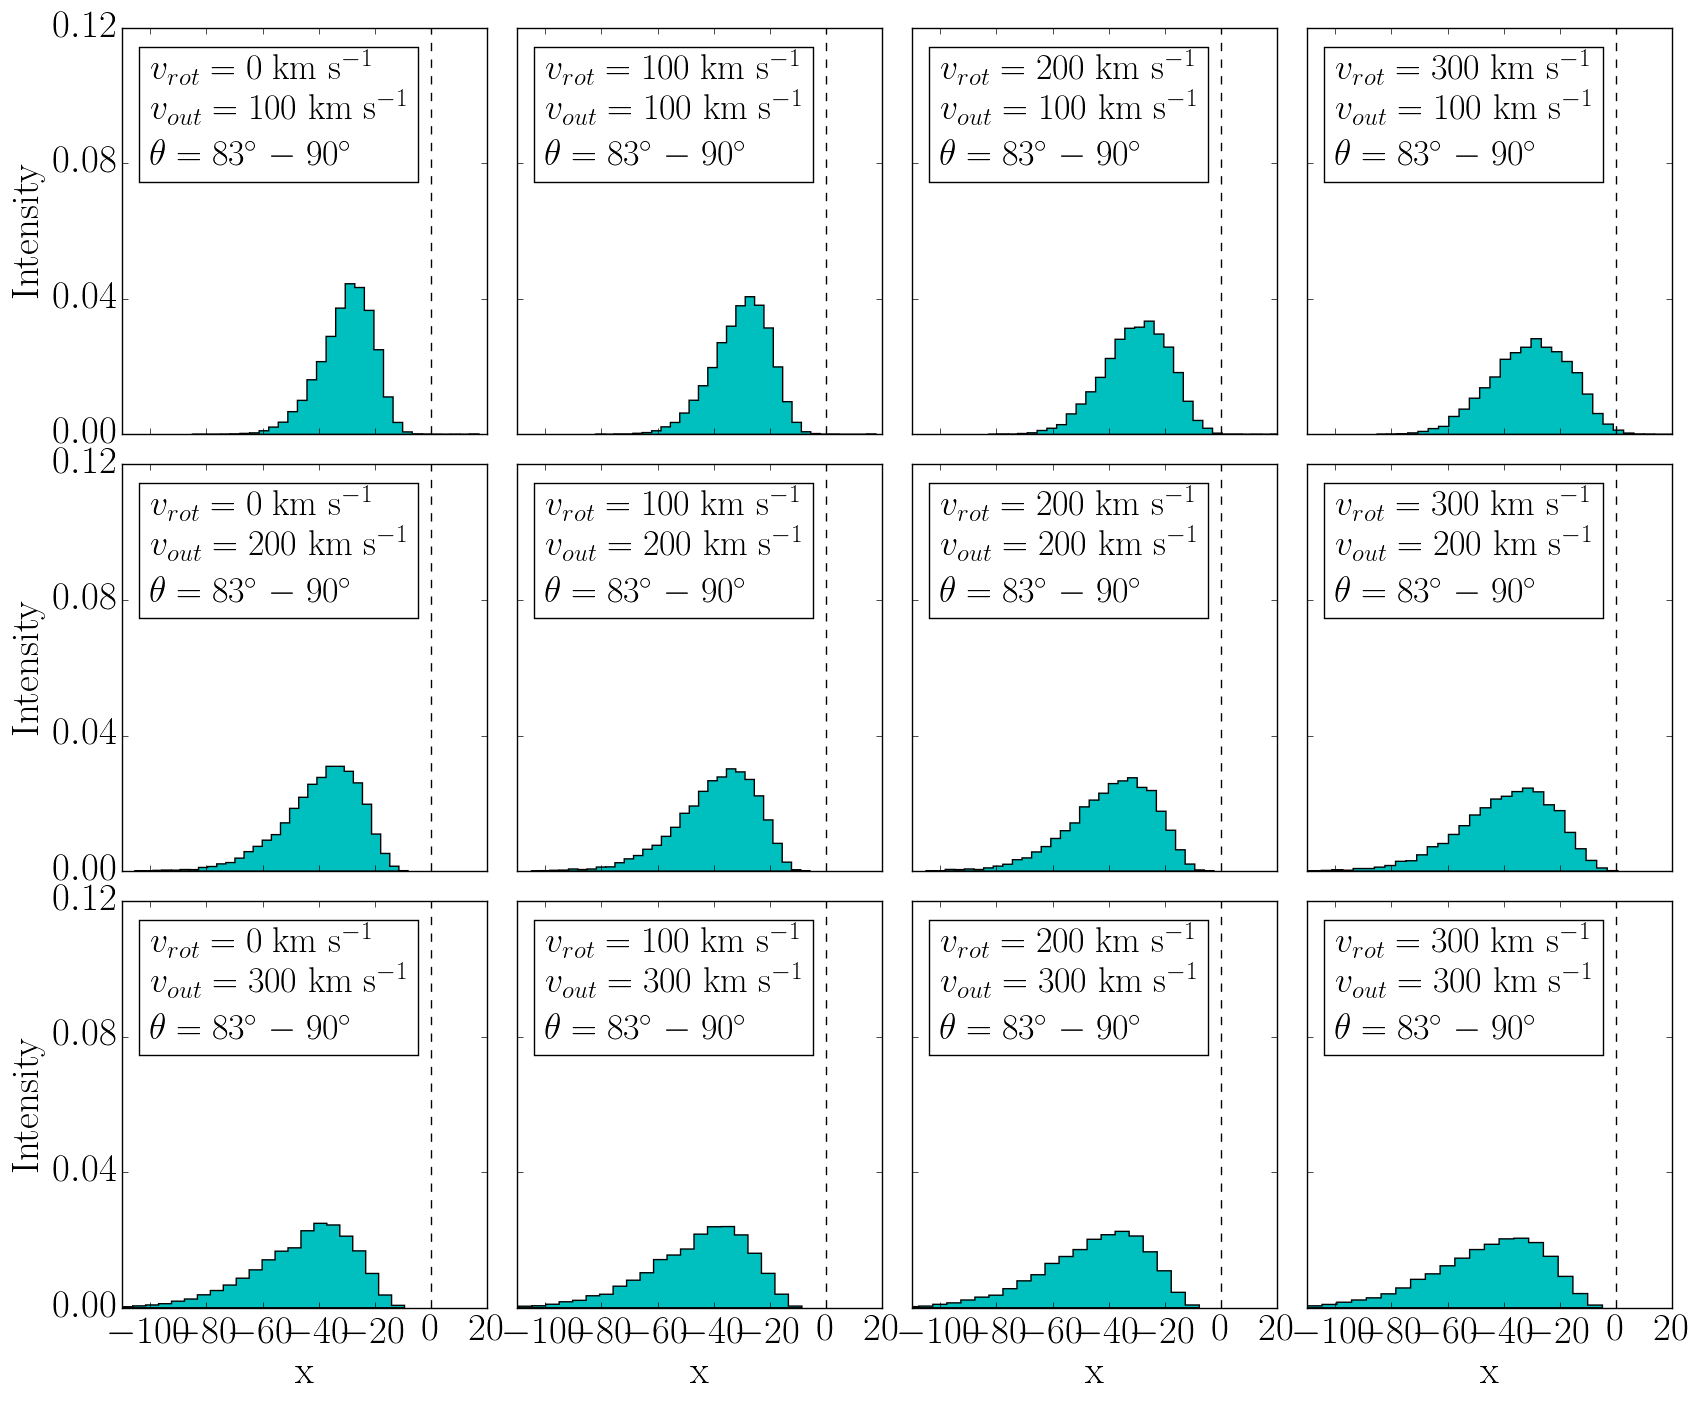 0.12
0.08
0.04
0.00
Intensity
v_rot = 0 km s⁻¹
v_out = 100 km s⁻¹
θ = 83° − 90°
v_rot = 100 km s⁻¹
v_out = 100 km s⁻¹
θ = 83° − 90°
v_rot = 200 km s⁻¹
v_out = 100 km s⁻¹
θ = 83° − 90°
v_rot = 300 km s⁻¹
v_out = 100 km s⁻¹
θ = 83° − 90°
0.12
0.08
0.04
0.00
Intensity
v_rot = 0 km s⁻¹
v_out = 200 km s⁻¹
θ = 83° − 90°
v_rot = 100 km s⁻¹
v_out = 200 km s⁻¹
θ = 83° − 90°
v_rot = 200 km s⁻¹
v_out = 200 km s⁻¹
θ = 83° − 90°
v_rot = 300 km s⁻¹
v_out = 200 km s⁻¹
θ = 83° − 90°
0.12
0.08
0.04
0.00
Intensity
v_rot = 0 km s⁻¹
v_out = 300 km s⁻¹
θ = 83° − 90°
v_rot = 100 km s⁻¹
v_out = 300 km s⁻¹
θ = 83° − 90°
v_rot = 200 km s⁻¹
v_out = 300 km s⁻¹
θ = 83° − 90°
v_rot = 300 km s⁻¹
v_out = 300 km s⁻¹
θ = 83° − 90°
−100 −80 −60 −40 −20 0 20
−100 −80 −60 −40 −20 0 20
−100 −80 −60 −40 −20 0 20
−100 −80 −60 −40 −20 0 20
x
x
x
x